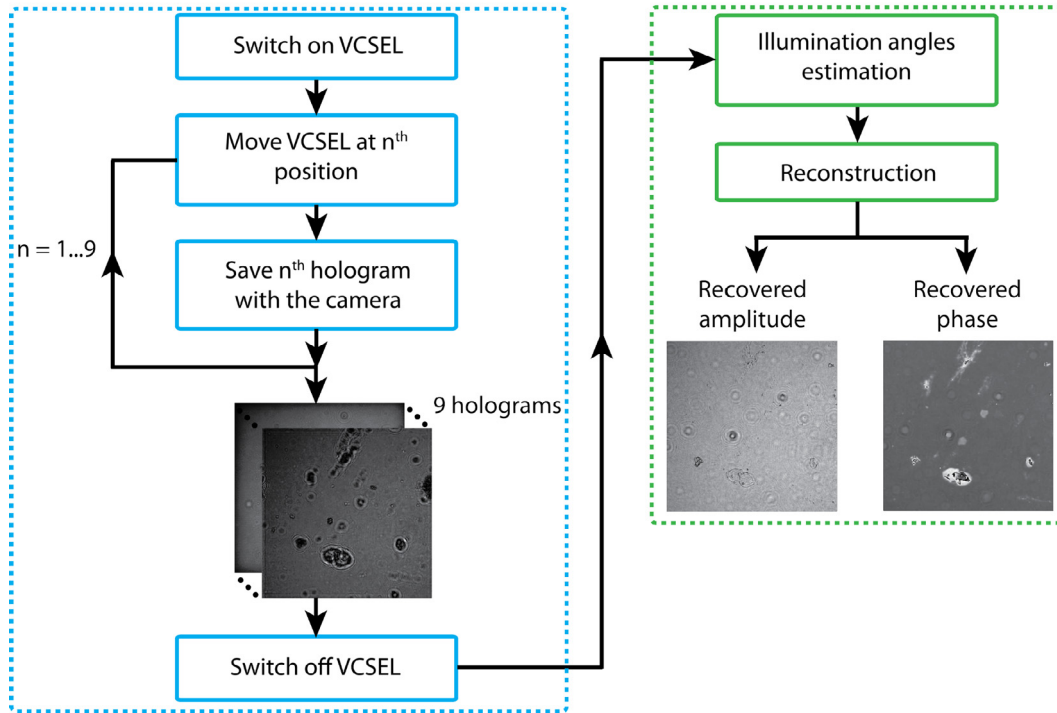 Switch on VCSEL
Move VCSEL at nth
position
n = 1...9
Save nth hologram
with the camera
9 holograms
Switch off VCSEL
Illumination angles
estimation
Reconstruction
Recovered
amplitude
Recovered
phase